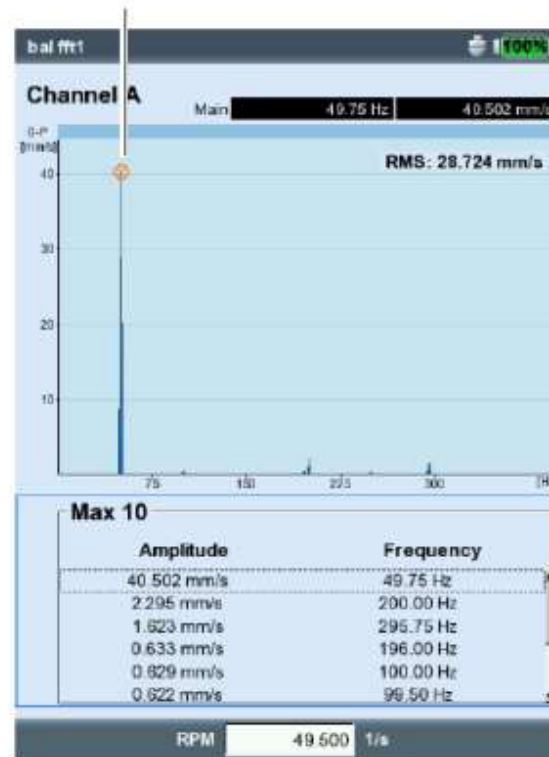 bal fft1 100%
Channel A
Main 49.75 Hz 40.502 mm/s
0-P
[mm/s]
RMS: 28.724 mm/s
40
30
20
10
75 150 225 300 [H
Max 10
Amplitude Frequency
40.502 mm/s 49.75 Hz
2.295 mm/s 200.00 Hz
1.623 mm/s 295.75 Hz
0.633 mm/s 196.00 Hz
0.629 mm/s 100.00 Hz
0.622 mm/s 99.50 Hz
RPM 49.500 1/s